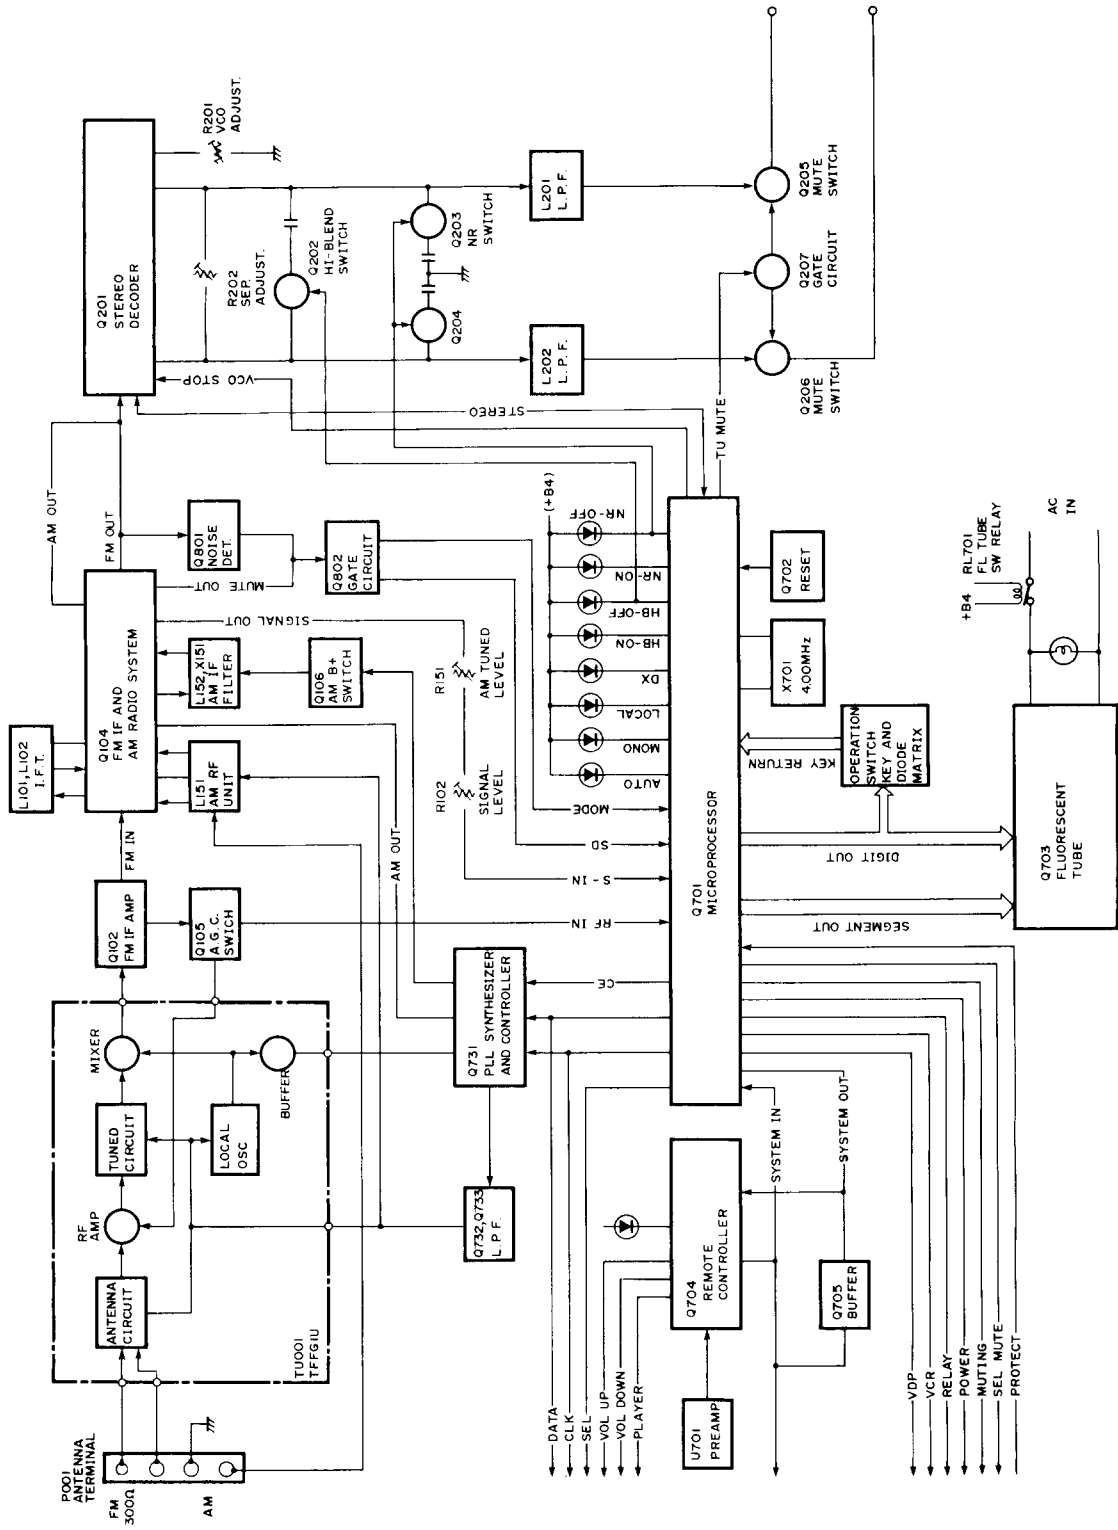 P001
ANTENNA
TERMINAL
FM
300Ω
AM
ANTENNA
CIRCUIT
RF
AMP
TUNED
CIRCUIT
MIXER
LOCAL
OSC
BUFFER
TU001
TFFG1U
Q102
FM IF AMP
Q105
A.G.C.
SWICH
FM IN
L101, L102
I.F.T.
Q104
FM IF AND
AM RADIO SYSTEM
L151
AM RF
UNIT
L152, X151
AM IF
FILTER
Q106
AM B+
SWITCH
AM OUT
FM OUT
MUTE OUT
SIGNAL OUT
Q801
NOISE
DET.
Q802
GATE
CIRCUIT
Q201
STEREO
DECODER
R201
VCO
ADJUST.
R202
SEP.
ADJUST.
Q202
HI-BLEND
SWITCH
Q203
NR
SWITCH
Q204
VCO STOP
STEREO
L201
L.P.F.
L202
L.P.F.
Q205
MUTE
SWITCH
Q207
GATE
CIRCUIT
Q206
MUTE
SWITCH
TU MUTE
R102
SIGNAL
LEVEL
R151
AM TUNED
LEVEL
AM OUT
RF IN
S-IN
SD
MODE
AUTO
MONO
LOCAL
DX
HB-ON
HB-OFF
NR-ON
NR-OFF
(+B4)
Q731
PLL SYNTHESIZER
AND CONTROLLER
Q732, Q733
L.P.F.
CE
Q701
MICROPROCESSOR
Q702
RESET
X701
4.00MHz
OPERATION
SWITCH
KEY AND
DIODE
MATRIX
KEY RETURN
DIGIT OUT
SEGMENT OUT
Q703
FLUORESCENT
TUBE
+B4
RL701
FL TUBE
SW RELAY
AC
IN
SYSTEM IN
SYSTEM OUT
Q704
REMOTE
CONTROLLER
Q705
BUFFER
U701
PREAMP
DATA
CLK
SEL
VOL UP
VOL DOWN
PLAYER
VDP
VCR
RELAY
POWER
MUTING
SEL MUTE
PROTECT